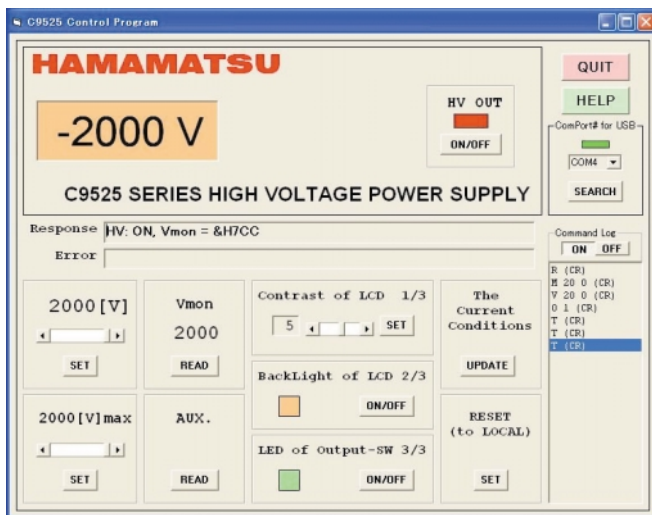 C9525 Control Program
HAMAMATSU
-2000 V
HV OUT
ON/OFF
C9525 SERIES HIGH VOLTAGE POWER SUPPLY
QUIT
HELP
ComPort# for USB
COM4
SEARCH
Response HV: ON, Vmon = &H7CC
Error
Command Log
ON OFF
R (CR)
M 20 0 (CR)
V 20 0 (CR)
O 1 (CR)
T (CR)
T (CR)
T (CR)
2000[V]
SET
Vmon
2000
READ
Contrast of LCD 1/3
5
SET
The
Current
Conditions
UPDATE
BackLight of LCD 2/3
ON/OFF
2000[V]max
SET
AUX.
READ
LED of Output-SW 3/3
ON/OFF
RESET
(to LOCAL)
SET